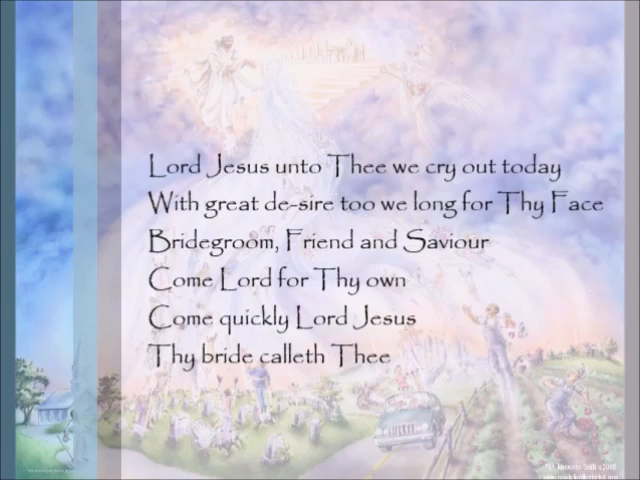 Lord Jesus unto Thee we cry out today
With great de-sire too we long for Thy Face
Bridegroom, Friend and Saviour
Come Lord for Thy own
Come quickly Lord Jesus
Thy bride calleth Thee